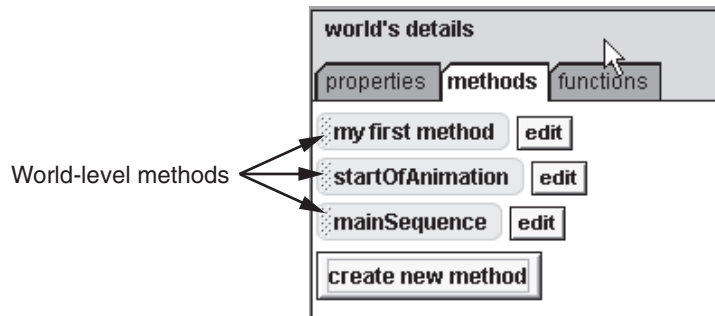 world's details
properties methods functions
my first method edit
World-level methods
startOfAnimation edit
mainSequence edit
create new method